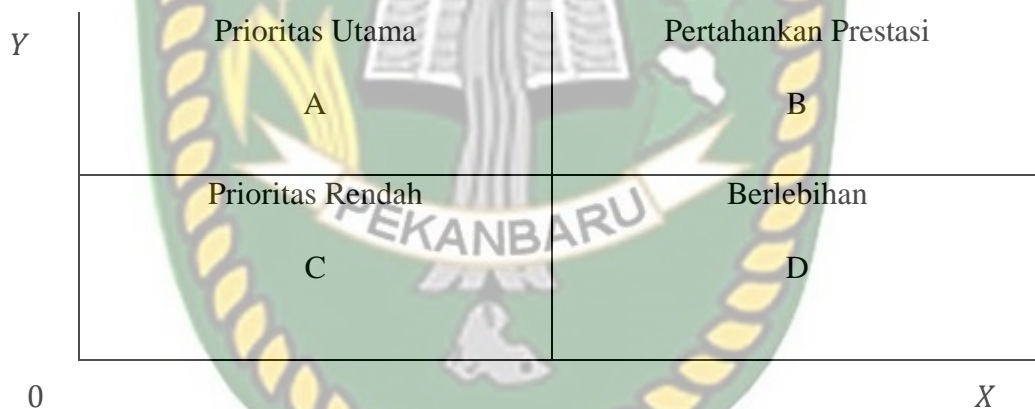 Y
Prioritas Utama
Pertahankan Prestasi
A
B
Prioritas Rendah
Berlebihan
PEKANBARU
C
D
0
X